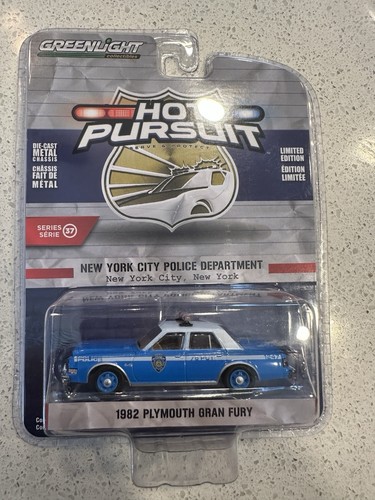 GREENLIGHT
collectibles
HOT
PURSUIT
DIE-CAST
METAL
CHASSIS
CHÂSSIS
FAIT DE
MÉTAL
LIMITED
EDITION
ÉDITION
LIMITÉE
SERIES
SÉRIE 37
NEW YORK CITY POLICE DEPARTMENT
New York City, New York
POLICE
1982 PLYMOUTH GRAN FURY